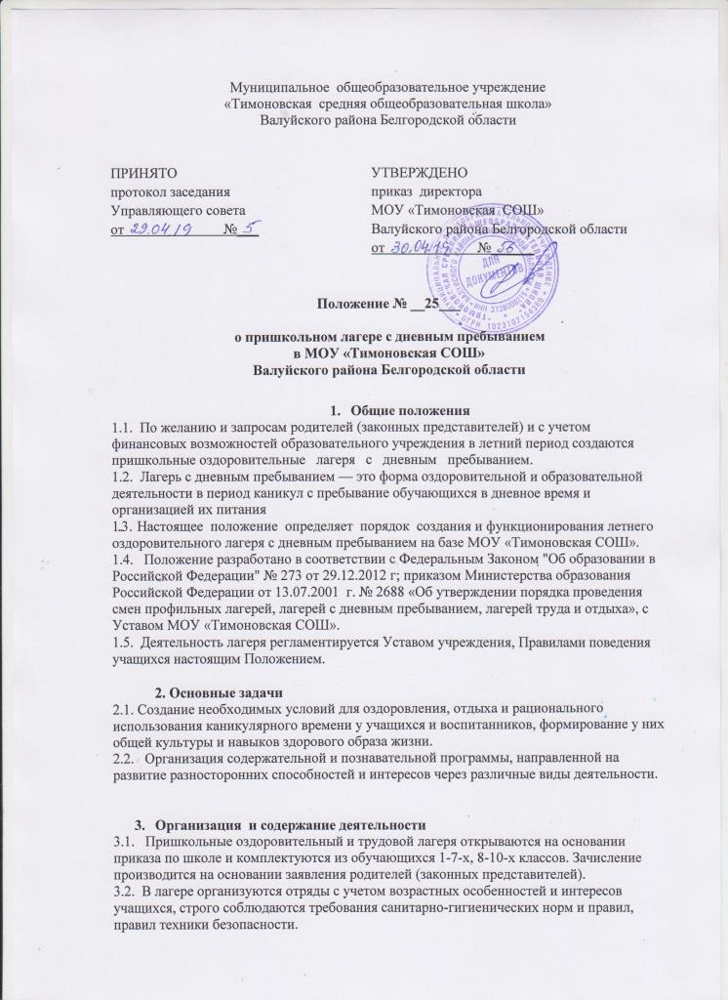 Муниципальное общеобразовательное учреждение
«Тимоновская средняя общеобразовательная школа»
Валуйского района Белгородской области
ПРИНЯТО
протокол заседания
Управляющего совета
от 29.04 19 № 5
УТВЕРЖДЕНО
приказ директора
МОУ «Тимоновская СОШ»
Валуйского района Белгородской области
от 30.04.19 № 56
ДЛЯ
ДОКУМЕНТОВ
Положение № __25___
о пришкольном лагере с дневным пребыванием
в МОУ «Тимоновская СОШ»
Валуйского района Белгородской области
1. Общие положения
1.1. По желанию и запросам родителей (законных представителей) и с учетом
финансовых возможностей образовательного учреждения в летний период создаются
пришкольные оздоровительные лагеря с дневным пребыванием.
1.2. Лагерь с дневным пребыванием — это форма оздоровительной и образовательной
деятельности в период каникул с пребывание обучающихся в дневное время и
организацией их питания
1.3. Настоящее положение определяет порядок создания и функционирования летнего
оздоровительного лагеря с дневным пребыванием на базе МОУ «Тимоновская СОШ».
1.4. Положение разработано в соответствии с Федеральным Законом "Об образовании в
Российской Федерации" № 273 от 29.12.2012 г; приказом Министерства образования
Российской Федерации от 13.07.2001 г. № 2688 «Об утверждении порядка проведения
смен профильных лагерей, лагерей с дневным пребыванием, лагерей труда и отдыха», с
Уставом МОУ «Тимоновская СОШ».
1.5. Деятельность лагеря регламентируется Уставом учреждения, Правилами поведения
учащихся настоящим Положением.
2. Основные задачи
2.1. Создание необходимых условий для оздоровления, отдыха и рационального
использования каникулярного времени у учащихся и воспитанников, формирование у них
общей культуры и навыков здорового образа жизни.
2.2. Организация содержательной и познавательной программы, направленной на
развитие разносторонних способностей и интересов через различные виды деятельности.
3. Организация и содержание деятельности
3.1. Пришкольные оздоровительный и трудовой лагеря открываются на основании
приказа по школе и комплектуются из обучающихся 1-7-х, 8-10-х классов. Зачисление
производится на основании заявления родителей (законных представителей).
3.2. В лагере организуются отряды с учетом возрастных особенностей и интересов
учащихся, строго соблюдаются требования санитарно-гигиенических норм и правил,
правил техники безопасности.